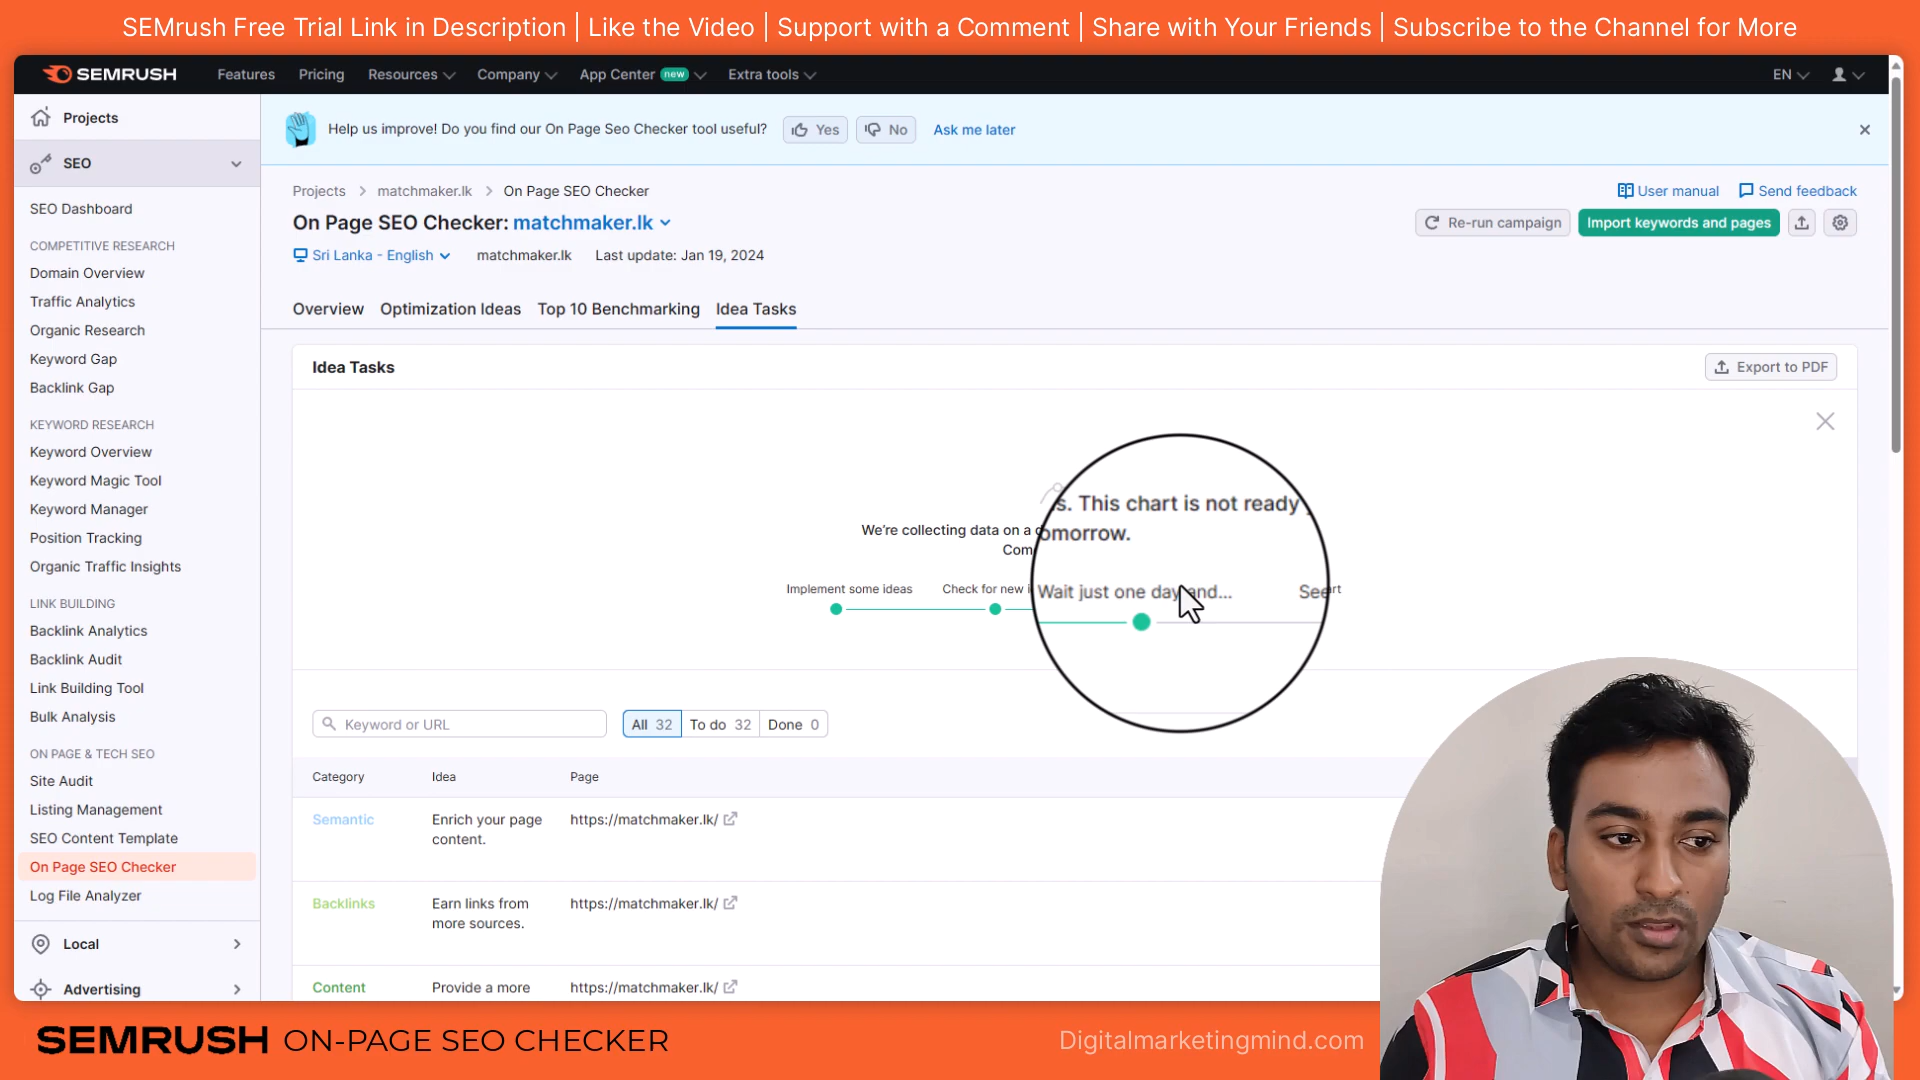 SEMrush Free Trial Link in Description | Like the Video | Support with a Comment | Share with Your Friends | Subscribe to the Channel for More
SEMRUSH Features Pricing Resources Company App Center new Extra tools EN
Projects
SEO
SEO Dashboard
COMPETITIVE RESEARCH
Domain Overview
Traffic Analytics
Organic Research
Keyword Gap
Backlink Gap
KEYWORD RESEARCH
Keyword Overview
Keyword Magic Tool
Keyword Manager
Position Tracking
Organic Traffic Insights
LINK BUILDING
Backlink Analytics
Backlink Audit
Link Building Tool
Bulk Analysis
ON PAGE & TECH SEO
Site Audit
Listing Management
SEO Content Template
On Page SEO Checker
Log File Analyzer
Local
Advertising
Help us improve! Do you find our On Page Seo Checker tool useful? Yes No Ask me later
Projects > matchmaker.lk > On Page SEO Checker User manual Send feedback
On Page SEO Checker: matchmaker.lk Re-run campaign Import keywords and pages
Sri Lanka - English matchmaker.lk Last update: Jan 19, 2024
Overview Optimization Ideas Top 10 Benchmarking Idea Tasks
Idea Tasks Export to PDF
s. This chart is not ready
We're collecting data on a
omorrow.
Com
Implement some ideas Check for new Wait just one day and... See
Keyword or URL All 32 To do 32 Done 0
Category Idea Page
Semantic Enrich your page https://matchmaker.lk/
content.
Backlinks Earn links from https://matchmaker.lk/
more sources.
Content Provide a more https://matchmaker.lk/
SEMRUSH ON-PAGE SEO CHECKER Digitalmarketingmind.com